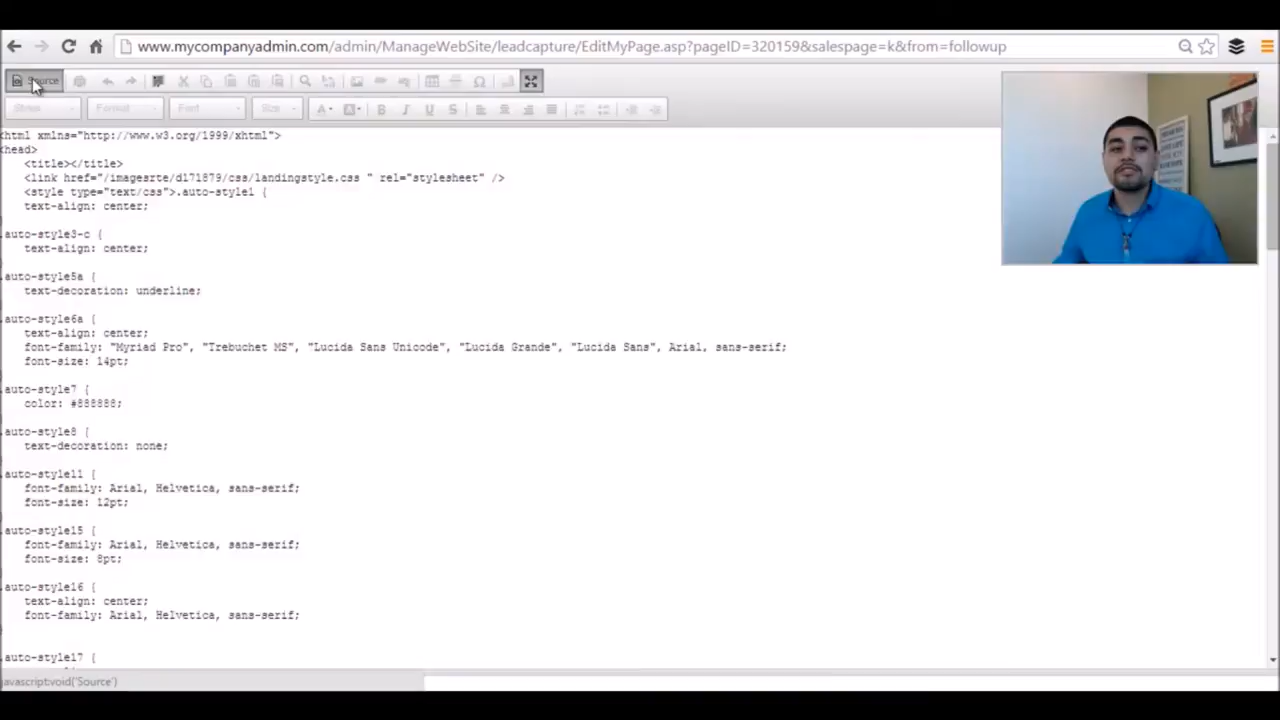 www.mycompanyadmin.com/admin/ManageWebSite/leadcapture/EditMyPage.asp?pageID=320159&salespage=k&from=followup
Source
Styles Format Font Size A A B I U S
<html xmlns="http://www.w3.org/1999/xhtml">
<head>
<title></title>
<link href="/imagesrte/d171879/css/landingstyle.css " rel="stylesheet" />
<style type="text/css">.auto-style1 {
text-align: center;
.auto-style3-c {
text-align: center;
.auto-style5a {
text-decoration: underline;
.auto-style6a {
text-align: center;
font-family: "Myriad Pro", "Trebuchet MS", "Lucida Sans Unicode", "Lucida Grande", "Lucida Sans", Arial, sans-serif;
font-size: 14pt;
.auto-style7 {
color: #888888;
.auto-style8 {
text-decoration: none;
.auto-style11 {
font-family: Arial, Helvetica, sans-serif;
font-size: 12pt;
.auto-style15 {
font-family: Arial, Helvetica, sans-serif;
font-size: 8pt;
.auto-style16 {
text-align: center;
font-family: Arial, Helvetica, sans-serif;
}
.auto-style17 {
javascript:void('Source')